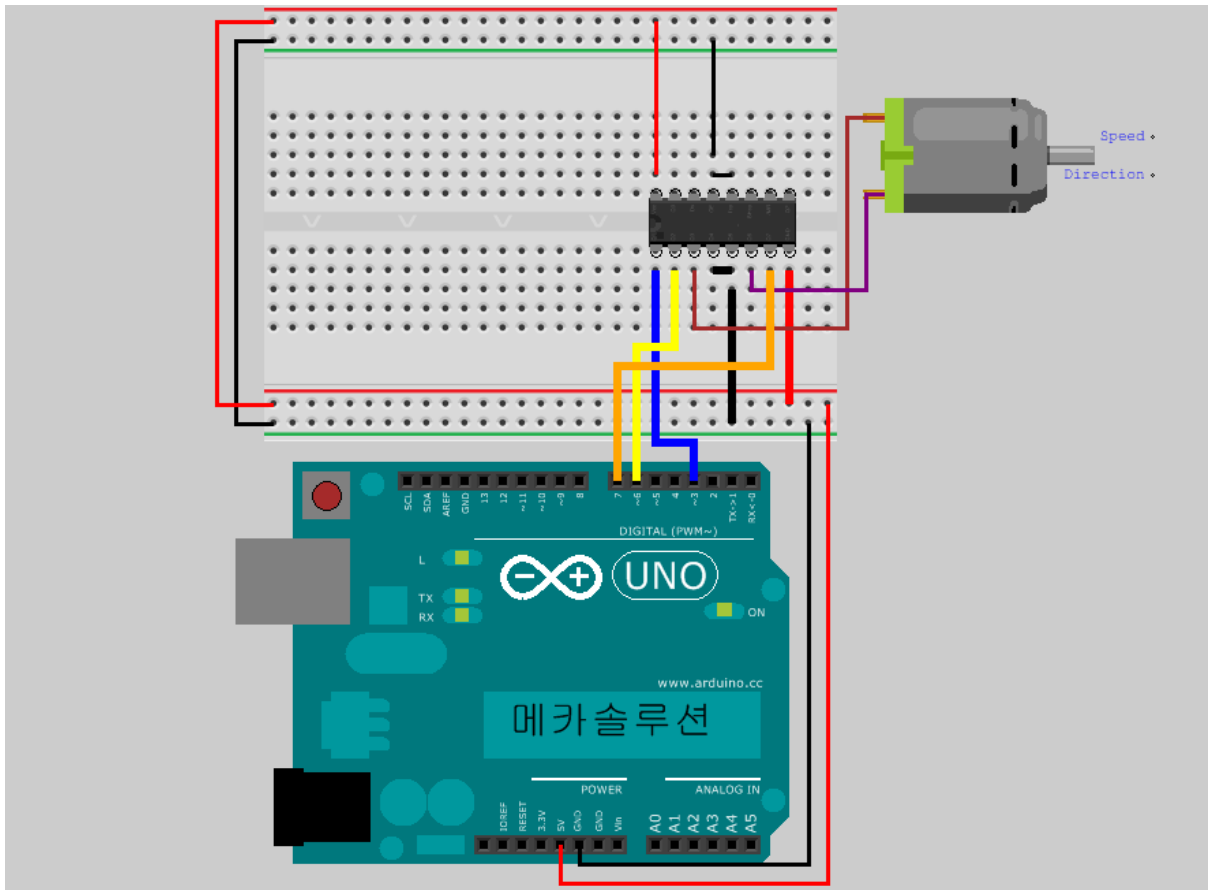 Speed
Direction
SCL
SDA
AREF
GND
13
12
~11
~10
~9
8
7
~6
~5
4
~3
2
TX->1
RX<-0
DIGITAL (PWM~)
L
UNO
TX
RX
ON
www.arduino.cc
메카솔루션
POWER
ANALOG IN
IOREF
RESET
3.3V
5V
GND
GND
Vin
A0
A1
A2
A3
A4
A5